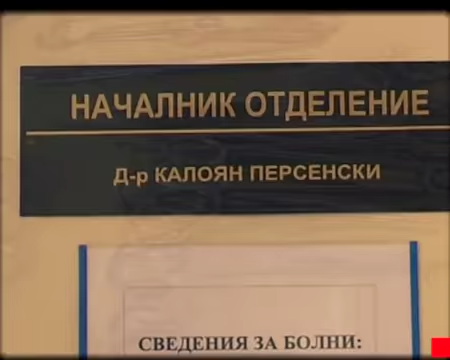 НАЧАЛНИК ОТДЕЛЕНИЕ
Д-р КАЛОЯН ПЕРСЕНСКИ
СВЕДЕНИЯ ЗА БОЛНИ: